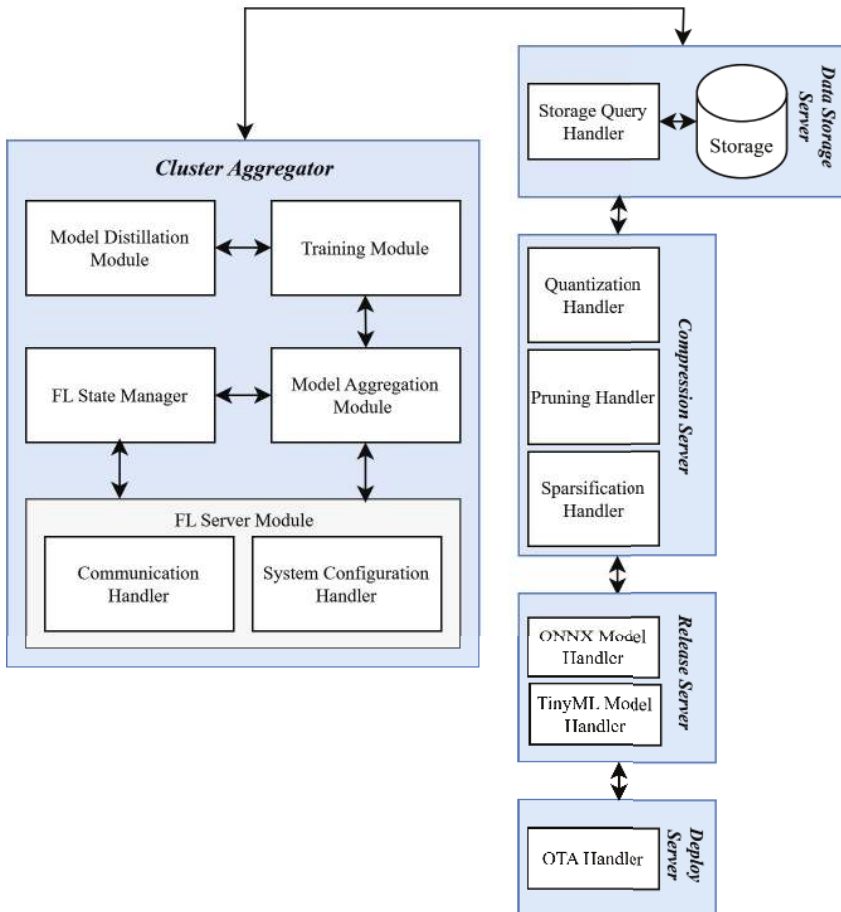 Cluster Aggregator
Model Distillation
Module
Training Module
FL State Manager
Model Aggregation
Module
FL Server Module
Communication
Handler
System Configuration
Handler
Storage Query
Handler
Storage
Data Storage
Server
Quantization
Handler
Pruning Handler
Sparsification
Handler
Compression Server
ONNX Model
Handler
TinyML Model
Handler
Release Server
OTA Handler
Deploy
Server